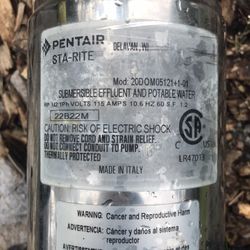 PENTAIR
DELAVAN, WI
STA-RITE
Mod: 20DOM05121+1-01
SUBMERSIBLE EFFLUENT AND POTABLE WATER
HP 1/2 1Ph VOLTS 115 AMPS 10.6 HZ 60 S.F. 1.2
22B22M
CAUTION: RISK OF ELECTRIC SHOCK
DO NOT REMOVE CORD AND STRAIN RELIEF.
DO NOT CONNECT CONDUIT TO PUMP.
THERMALLY PROTECTED
LR47013
MADE IN ITALY
WARNING:
Cancer and Reproductive Harm
ADVERTENCIA:
Cáncer y daños al sistema
reproductor
AVERTISSEMENT